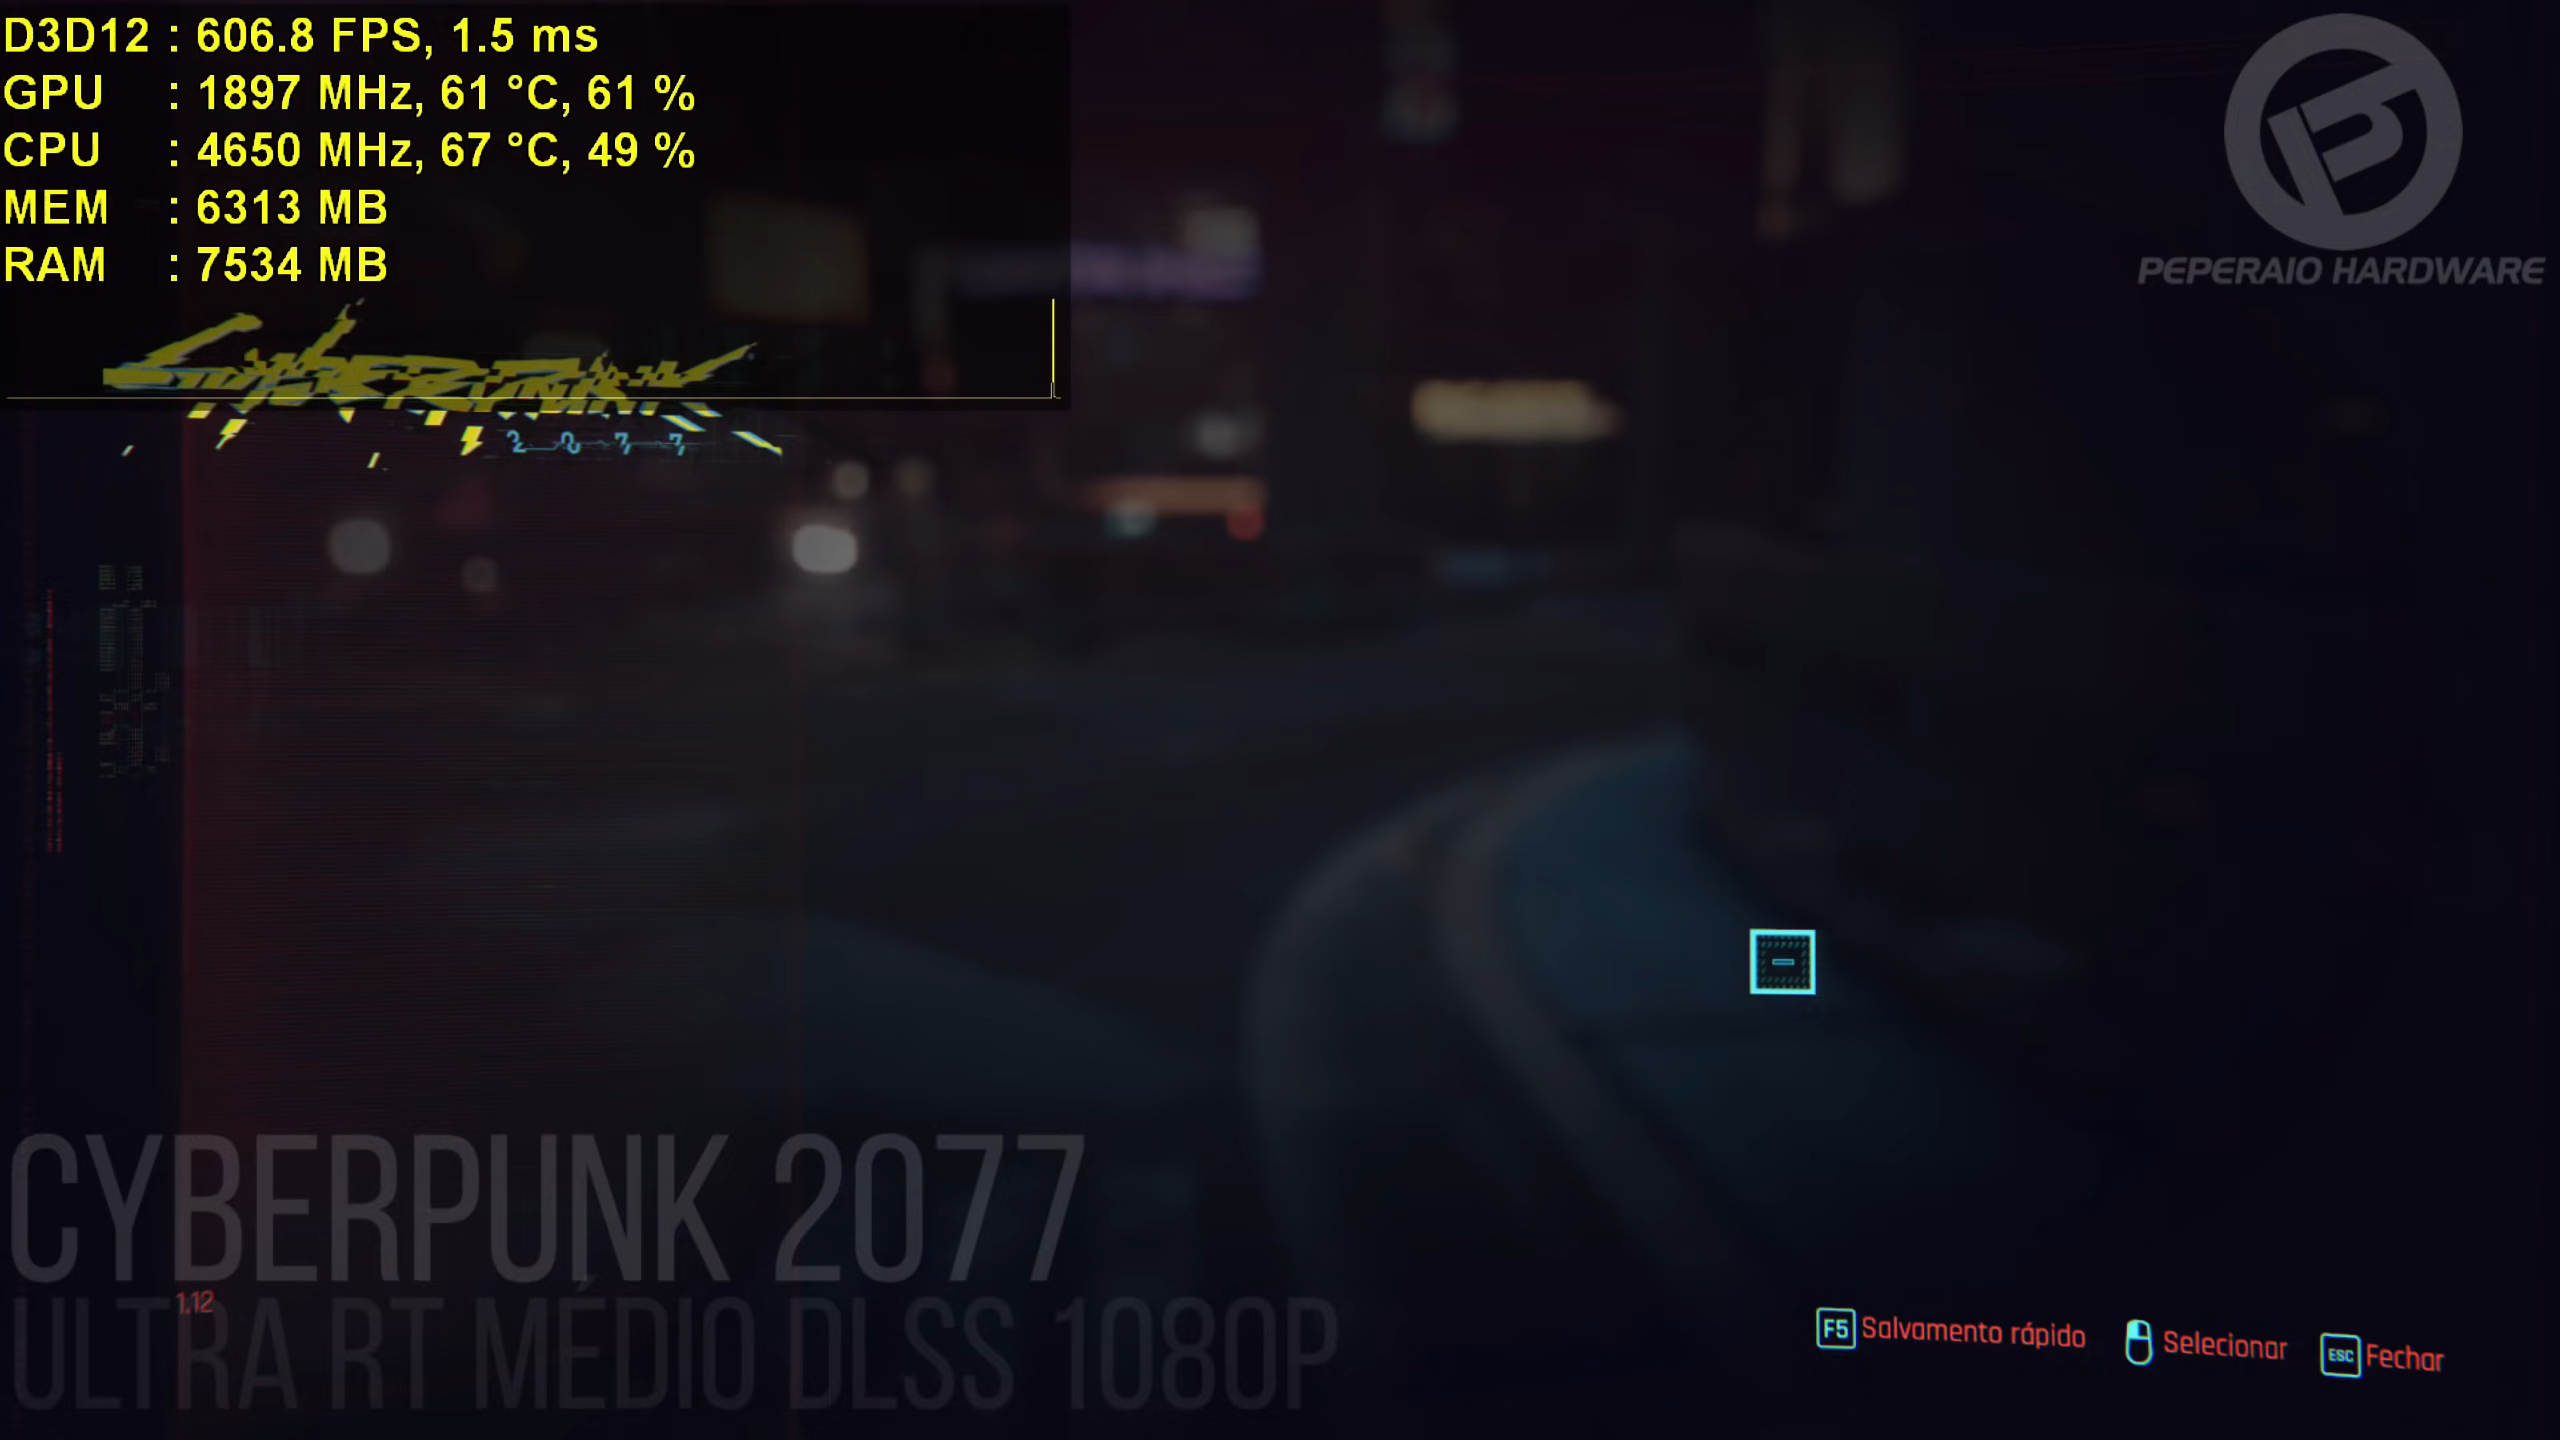 D3D12 : 606.8 FPS, 1.5 ms
GPU : 1897 MHz, 61 °C, 61 %
CPU : 4650 MHz, 67 °C, 49 %
MEM : 6313 MB
RAM : 7534 MB
PEPERAIO HARDWARE
CYBERPUNK
2077
CYBERPUNK 2077
1.12
ULTRA RT MÉDIO DLSS 1080P
F5 Salvamento rápido
Selecionar
ESC Fechar